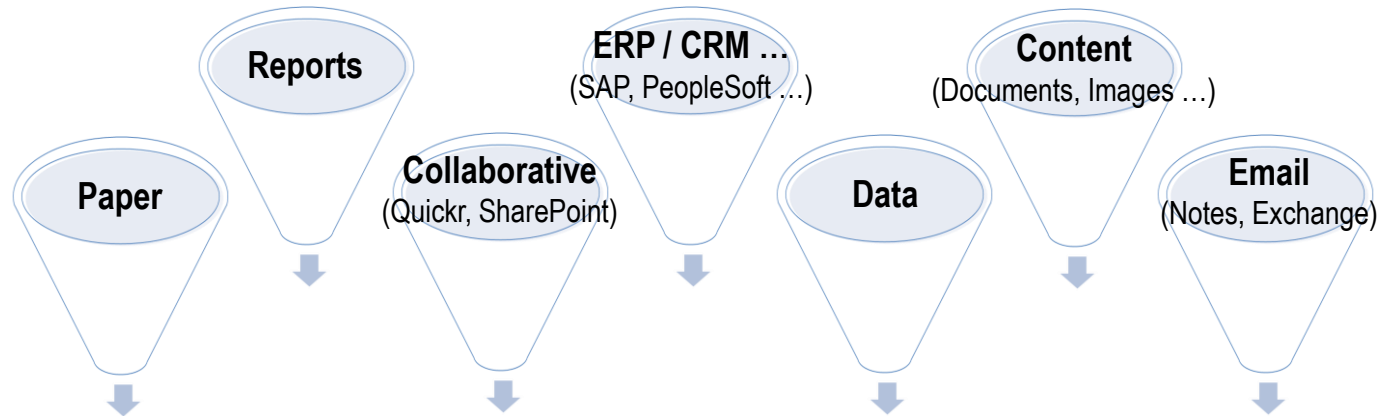 Paper
Reports
Collaborative
(Quickr, SharePoint)
ERP / CRM …
(SAP, PeopleSoft …)
Data
Content
(Documents, Images …)
Email
(Notes, Exchange)